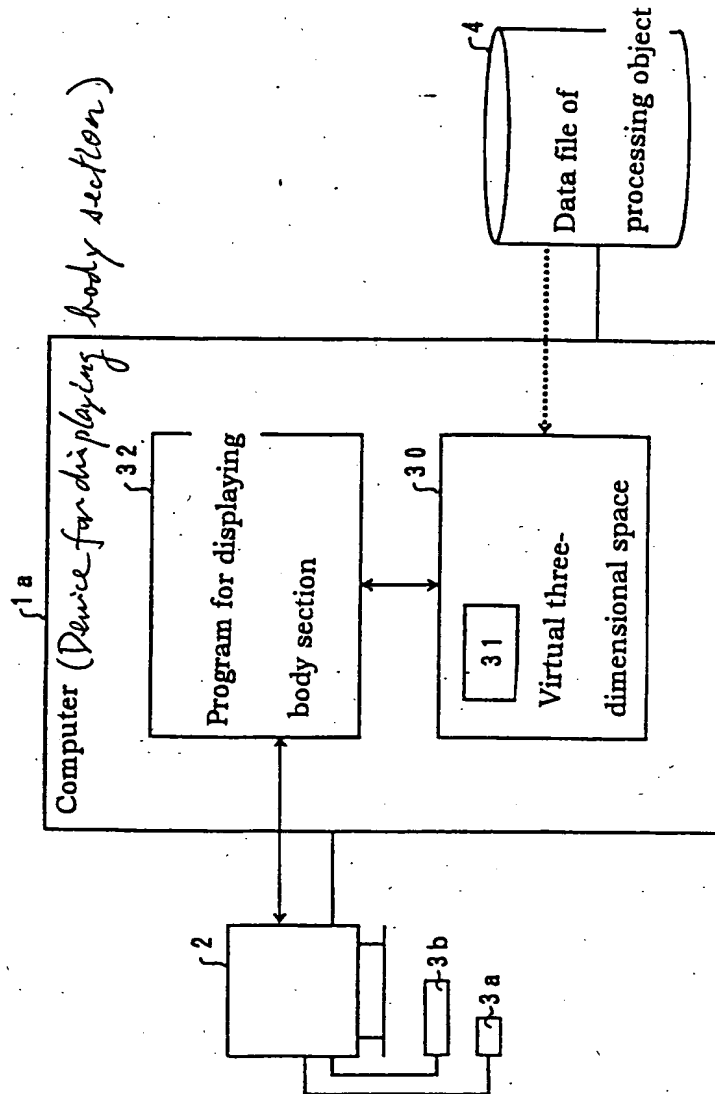 1a
Computer (Device for displaying body section)
32
Program for displaying
body section
30
31
Virtual three-
dimensional space
2
3b
3a
4
Data file of
processing object